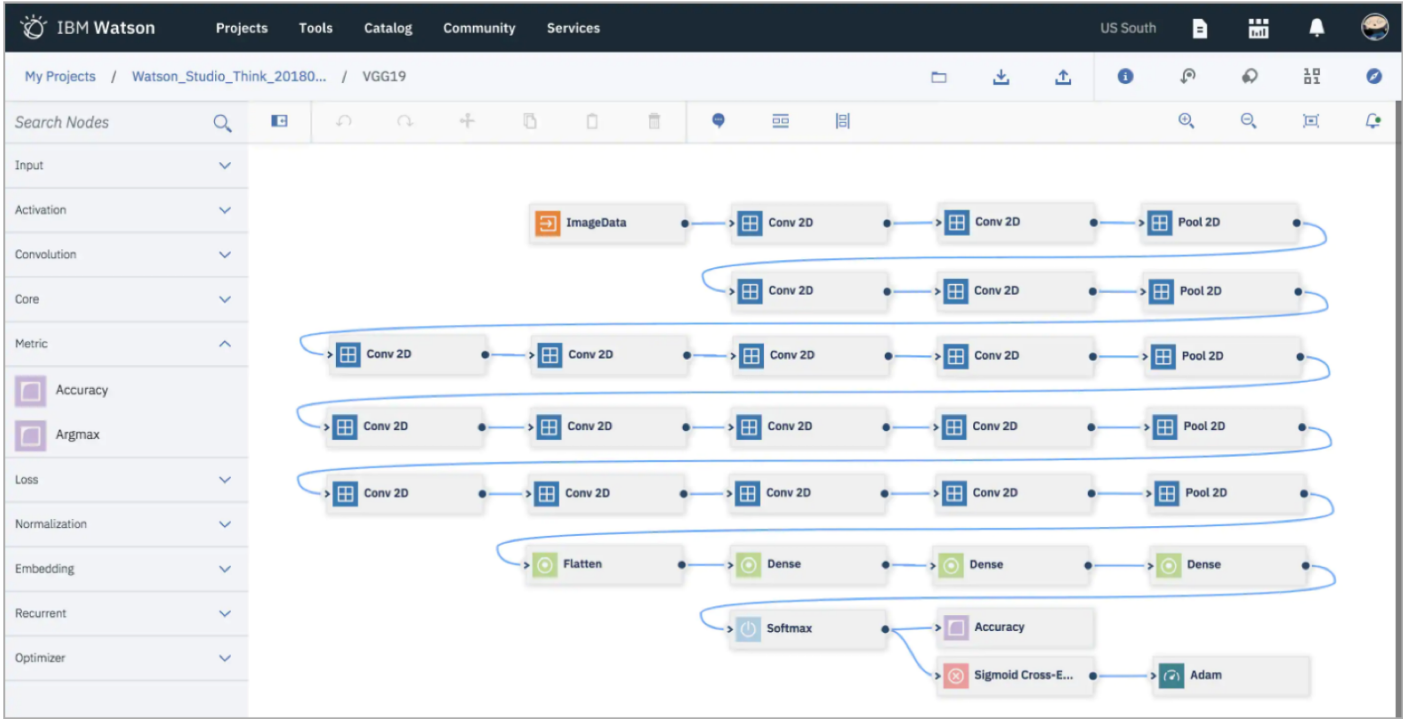 IBM Watson Projects Tools Catalog Community Services US South
My Projects / Watson_Studio_Think_20180... / VGG19
Search Nodes
Input
Activation
Convolution
Core
Metric
Accuracy
Argmax
Loss
Normalization
Embedding
Recurrent
Optimizer
ImageData Conv 2D Conv 2D Pool 2D
Conv 2D Conv 2D Pool 2D
Conv 2D Conv 2D Conv 2D Conv 2D Pool 2D
Conv 2D Conv 2D Conv 2D Conv 2D Pool 2D
Conv 2D Conv 2D Conv 2D Conv 2D Pool 2D
Flatten Dense Dense Dense
Softmax Accuracy
Sigmoid Cross-E... Adam